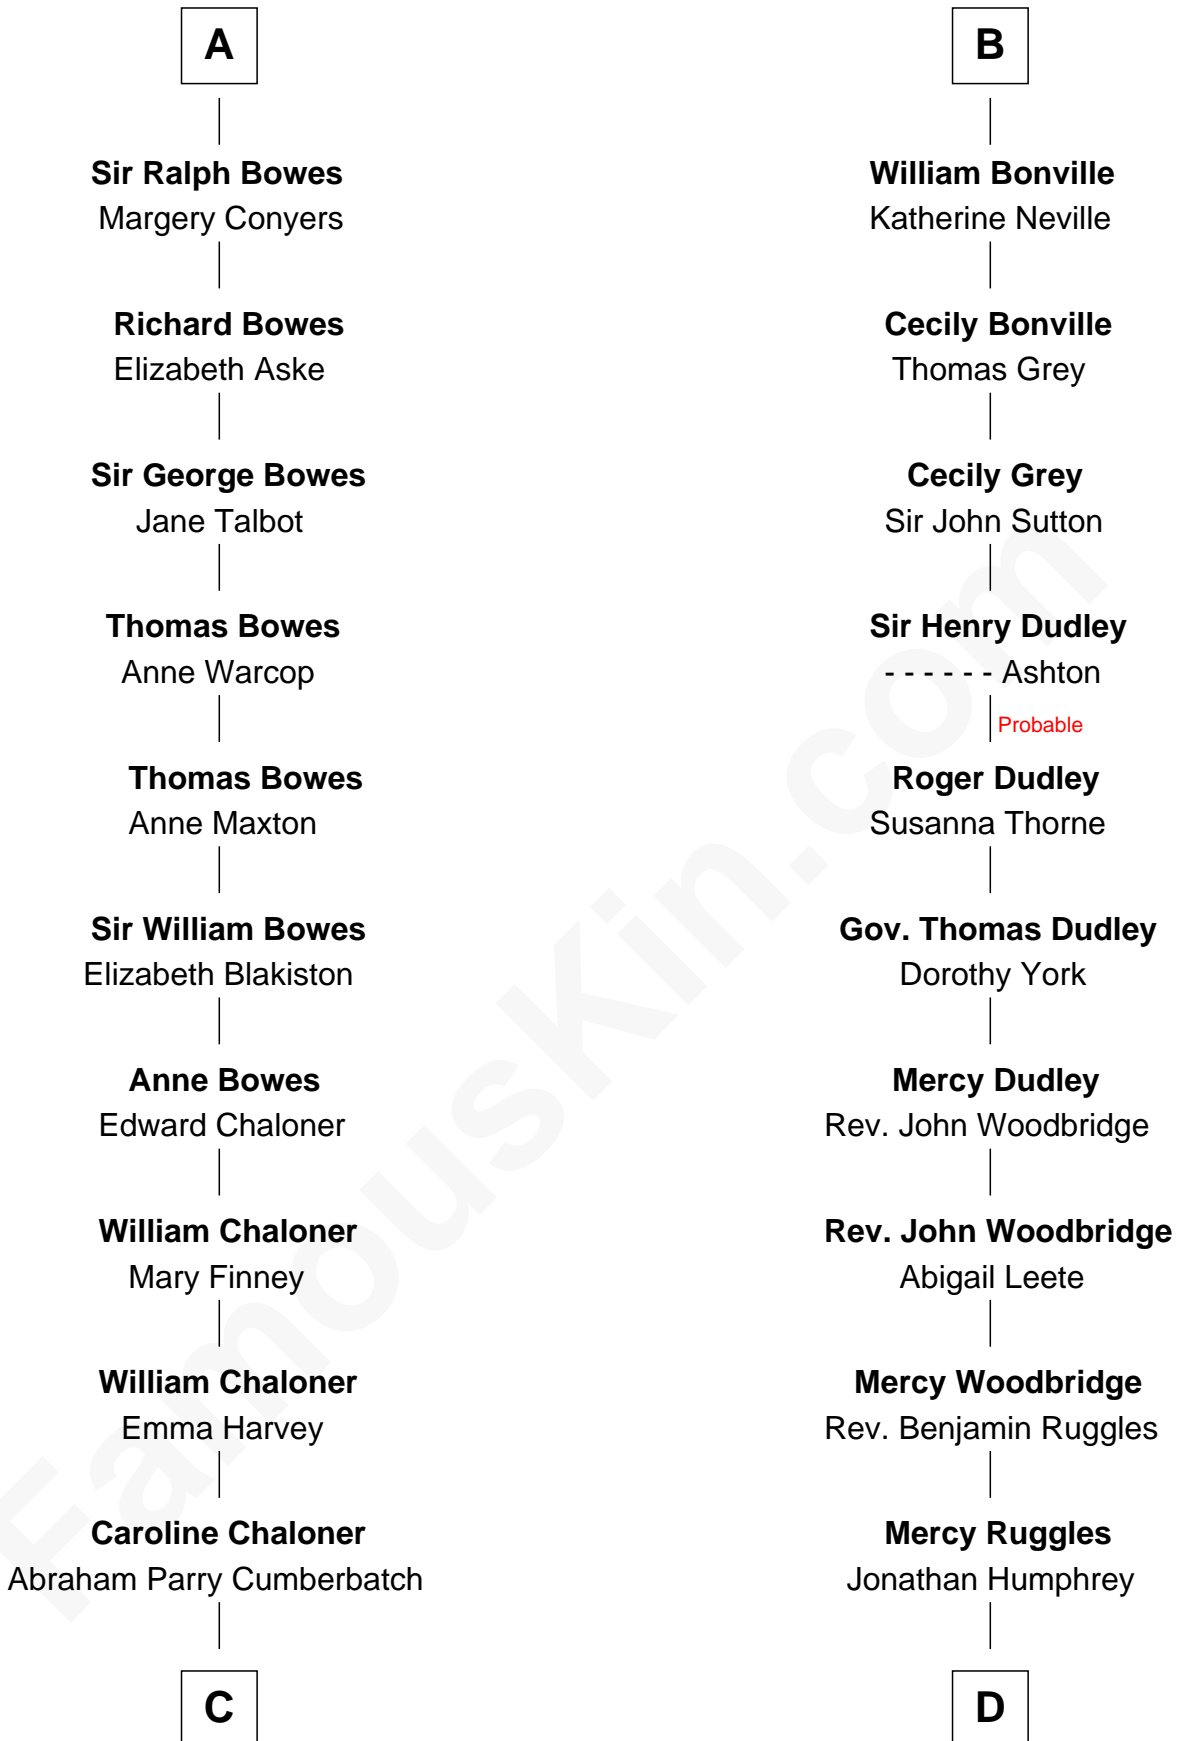 A
Sir Ralph Bowes
Margery Conyers
Richard Bowes
Elizabeth Aske
Sir George Bowes
Jane Talbot
Thomas Bowes
Anne Warcop
Thomas Bowes
Anne Maxton
Sir William Bowes
Elizabeth Blakiston
Anne Bowes
Edward Chaloner
William Chaloner
Mary Finney
William Chaloner
Emma Harvey
Caroline Chaloner
Abraham Parry Cumberbatch
C
B
William Bonville
Katherine Neville
Cecily Bonville
Thomas Grey
Cecily Grey
Sir John Sutton
Sir Henry Dudley
- - - - - - Ashton
Probable
Roger Dudley
Susanna Thorne
Gov. Thomas Dudley
Dorothy York
Mercy Dudley
Rev. John Woodbridge
Rev. John Woodbridge
Abigail Leete
Mercy Woodbridge
Rev. Benjamin Ruggles
Mercy Ruggles
Jonathan Humphrey
D
FamousKin.com